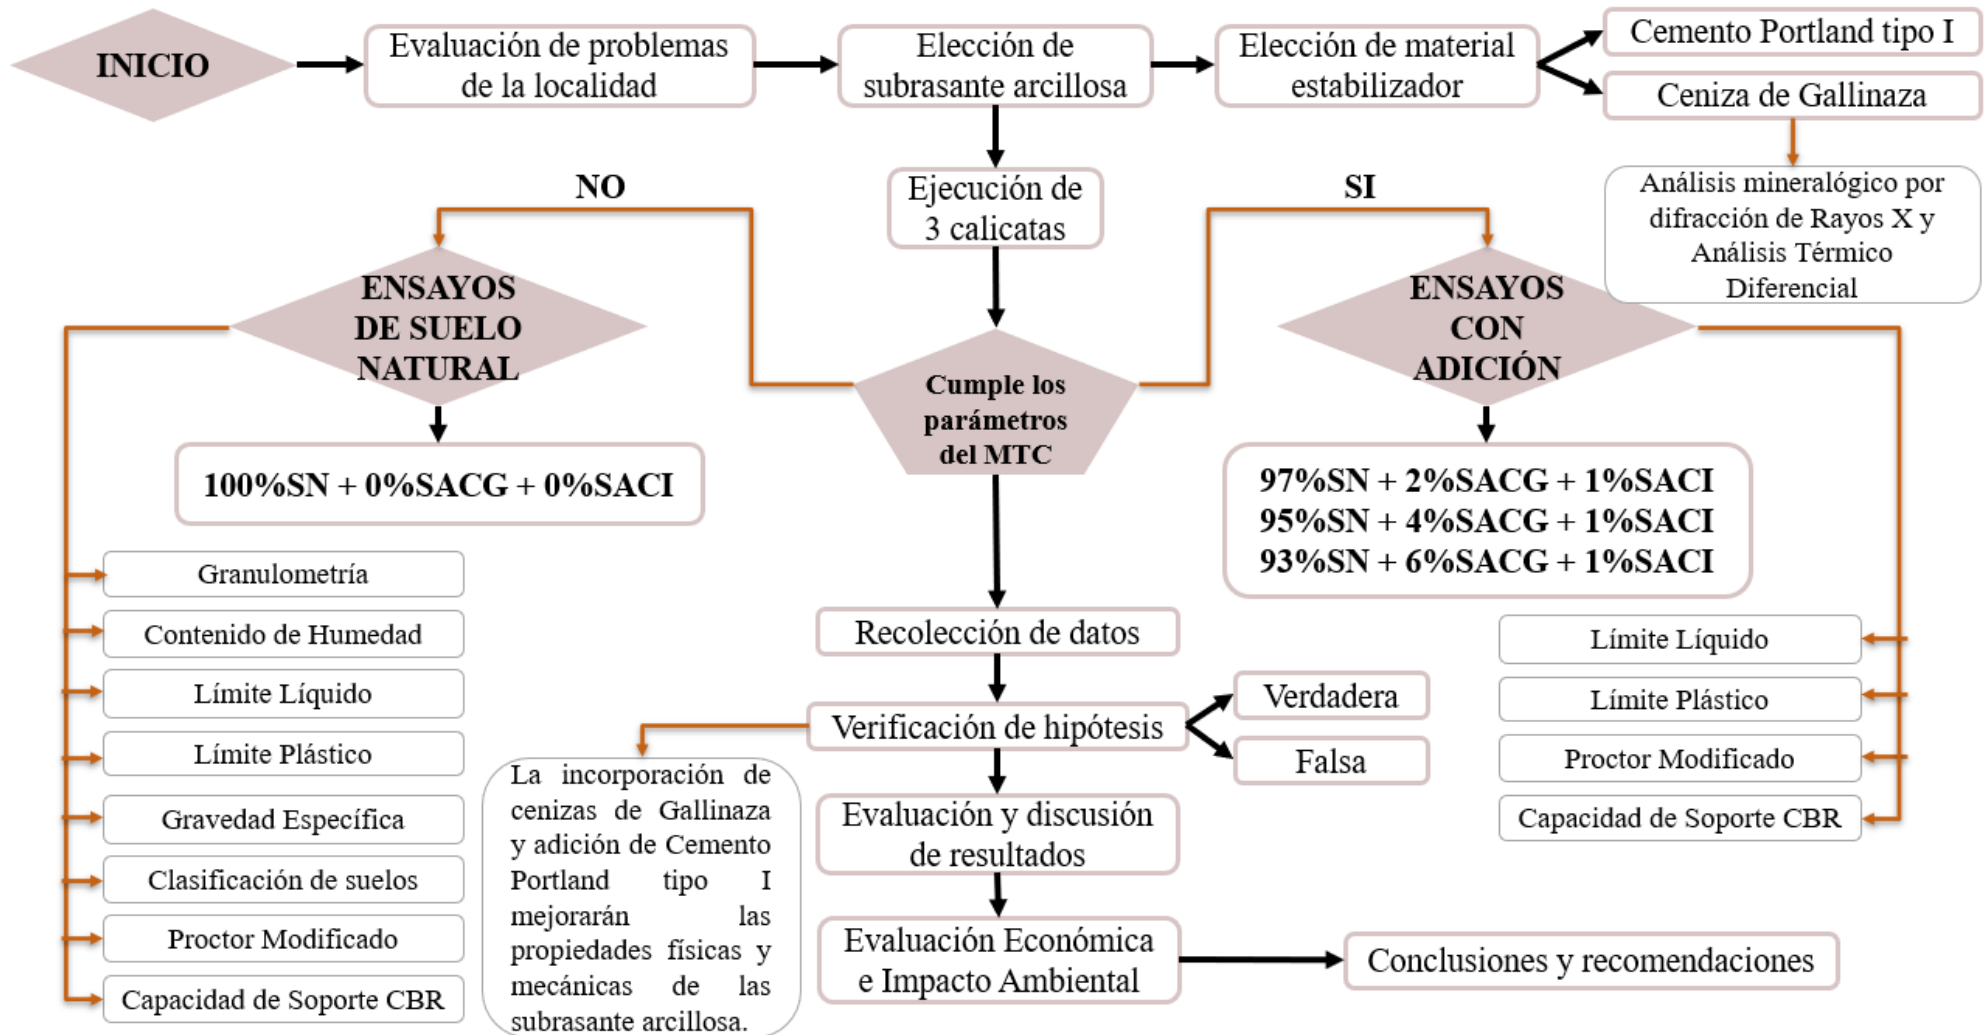 INICIO
Evaluación de problemas
de la localidad
Elección de
subrasante arcillosa
Elección de material
estabilizador
Cemento Portland tipo I
Ceniza de Gallinaza
Análisis mineralógico por
difracción de Rayos X y
Análisis Térmico
Diferencial
Ejecución de
3 calicatas
NO
SI
ENSAYOS
DE SUELO
NATURAL
Cumple los
parámetros
del MTC
ENSAYOS
CON
ADICIÓN
100%SN + 0%SACG + 0%SACI
97%SN + 2%SACG + 1%SACI
95%SN + 4%SACG + 1%SACI
93%SN + 6%SACG + 1%SACI
Granulometría
Contenido de Humedad
Límite Líquido
Límite Plástico
Gravedad Específica
Clasificación de suelos
Proctor Modificado
Capacidad de Soporte CBR
Recolección de datos
Verificación de hipótesis
Verdadera
Falsa
La incorporación de
cenizas de Gallinaza
y adición de Cemento
Portland tipo I
mejorarán las
propiedades físicas y
mecánicas de las
subrasante arcillosa.
Evaluación y discusión
de resultados
Evaluación Económica
e Impacto Ambiental
Conclusiones y recomendaciones
Límite Líquido
Límite Plástico
Proctor Modificado
Capacidad de Soporte CBR